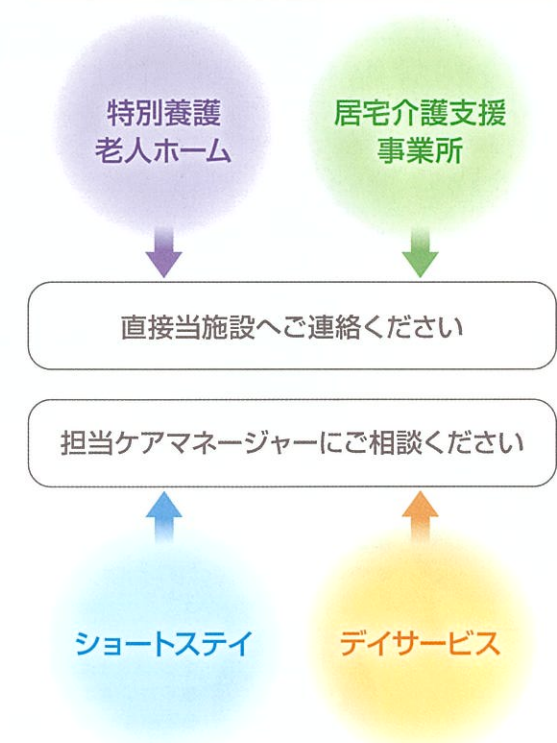 特別養護
老人ホーム
居宅介護支援
事業所
直接当施設へご連絡ください
担当ケアマネージャーにご相談ください
ショートステイ
デイサービス